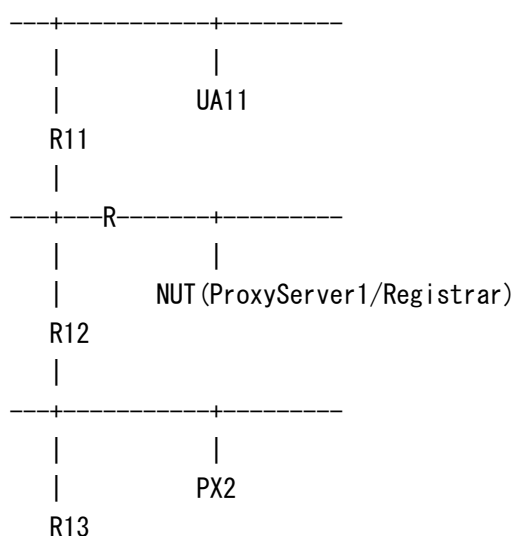 ---+-----------+---------
   |           |
   |          UA11
   R11
   |
---+---R-------+---------
   |           |
   |       NUT(ProxyServer1/Registrar)
   R12
   |
---+-----------+---------
   |           |
   |          PX2
   R13